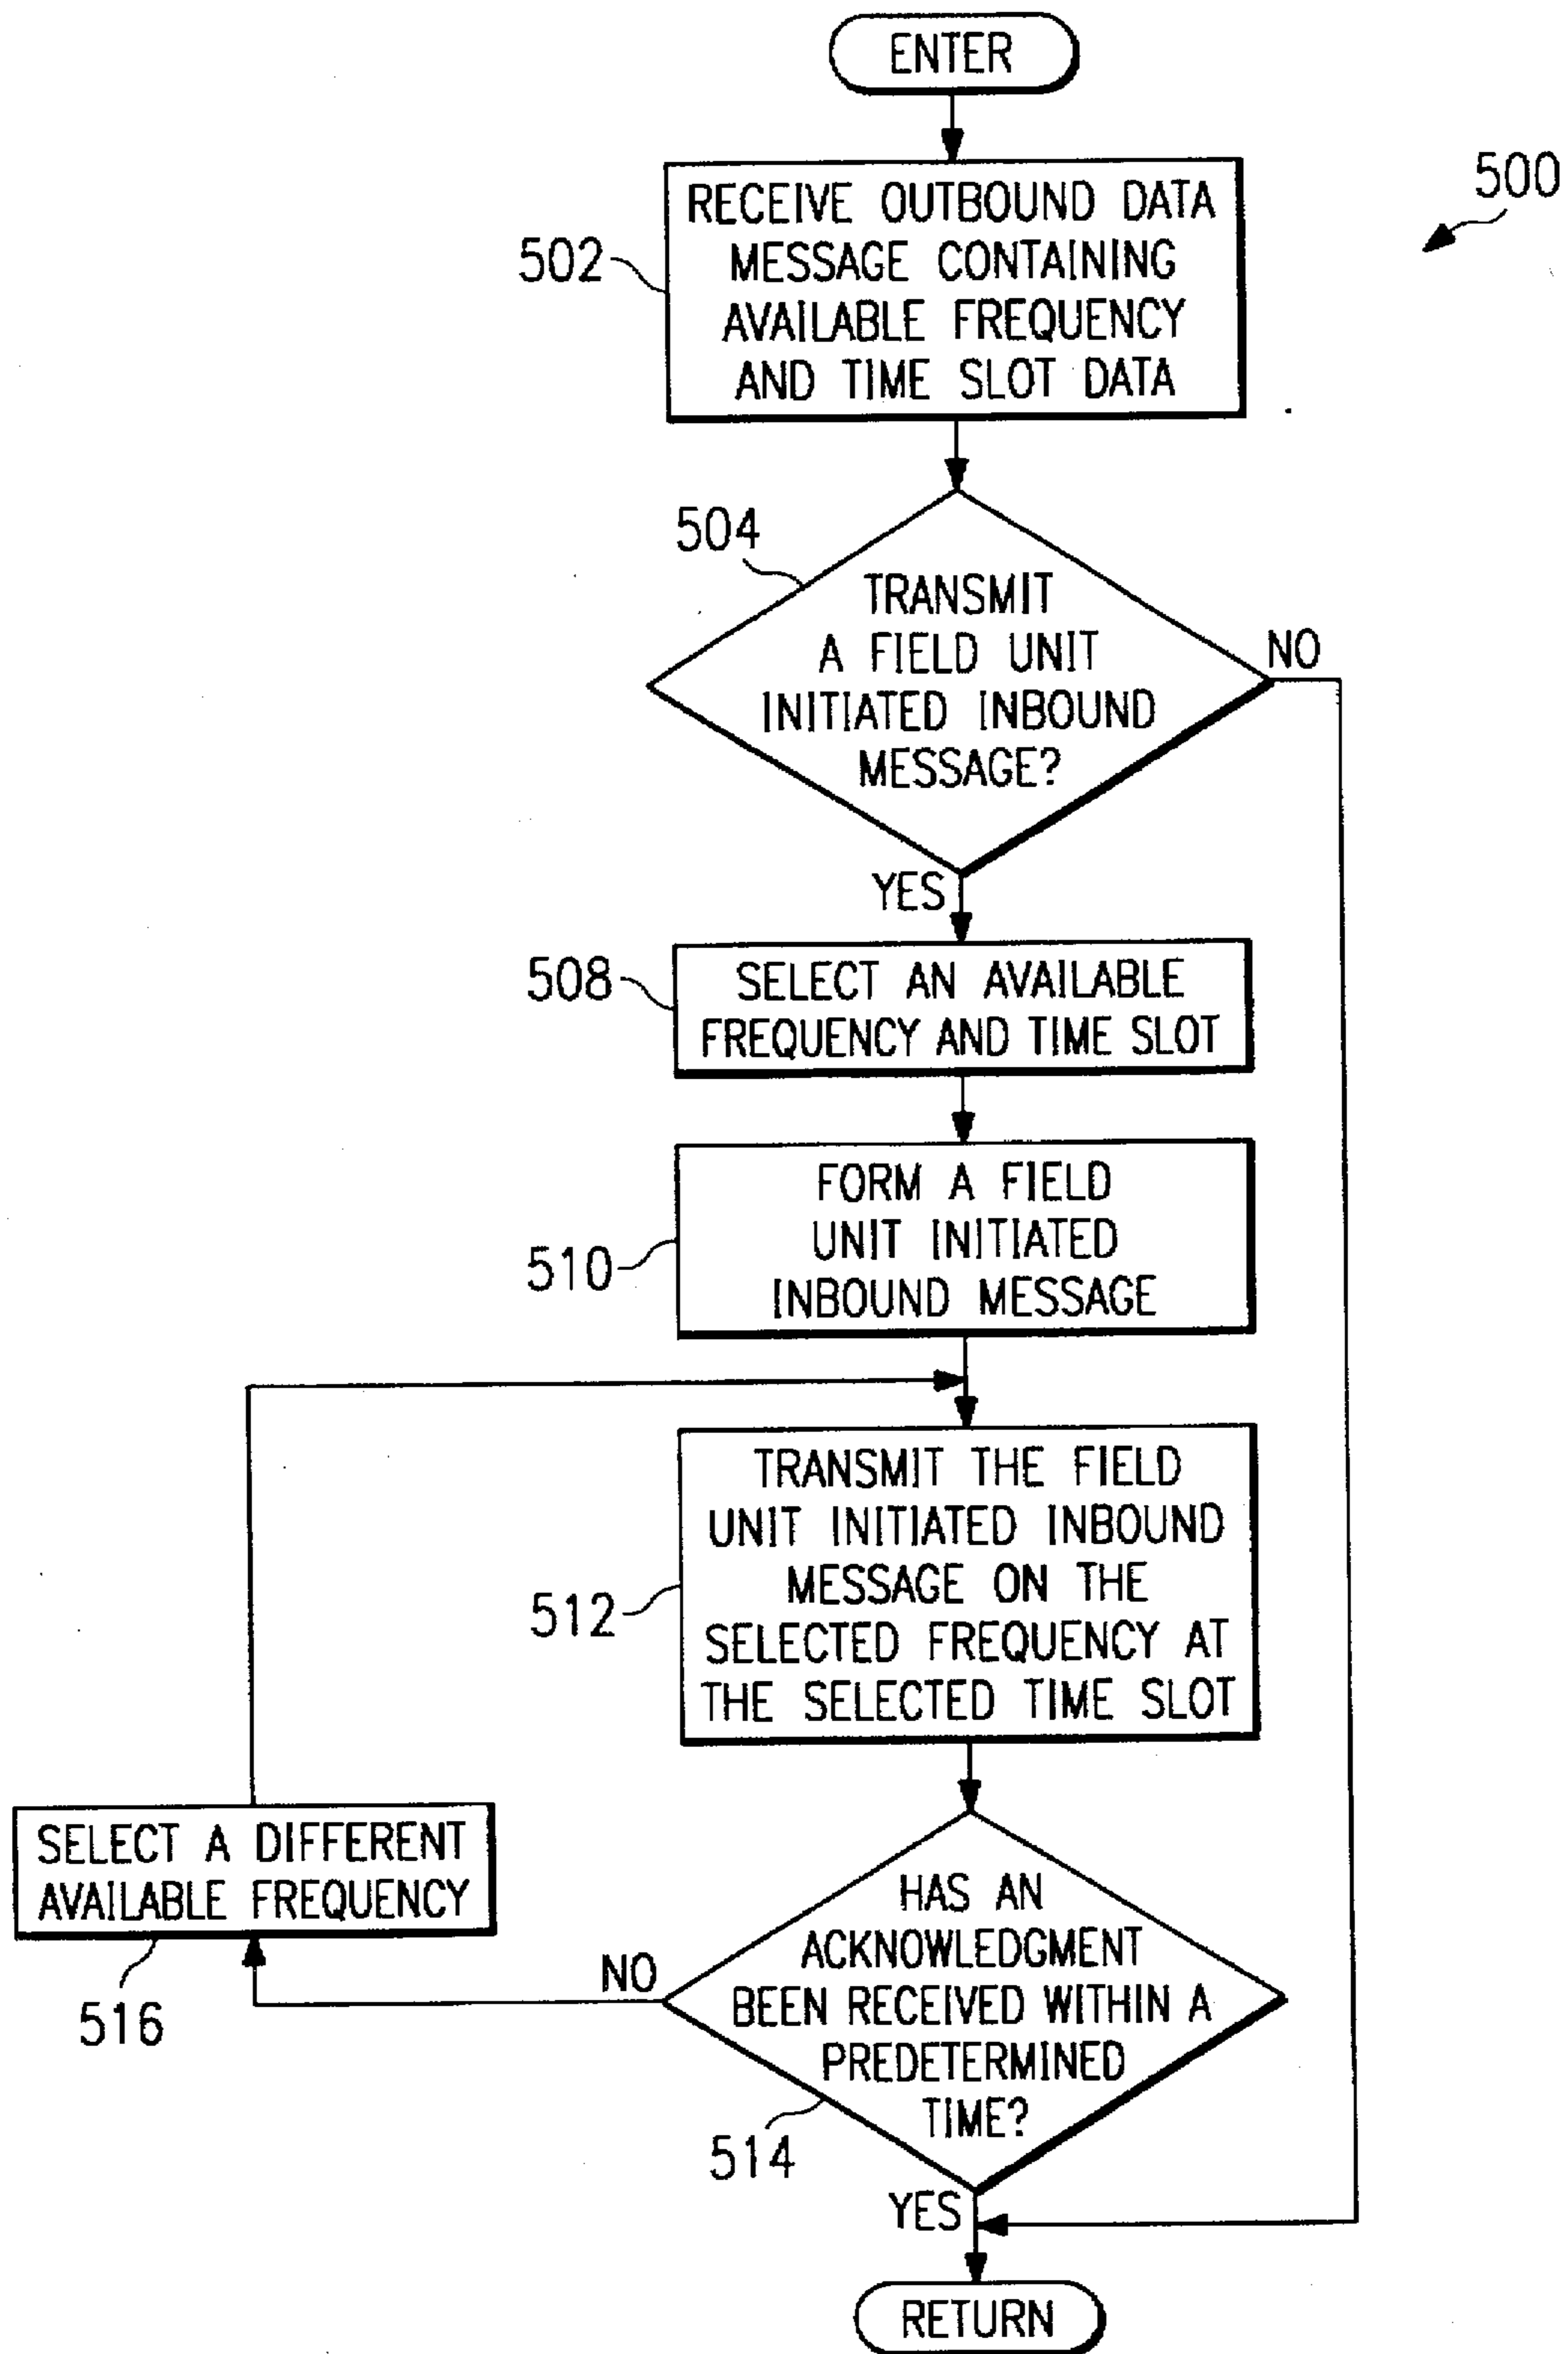 ENTER
500
502
RECEIVE OUTBOUND DATA
MESSAGE CONTAINING
AVAILABLE FREQUENCY
AND TIME SLOT DATA
504
TRANSMIT
A FIELD UNIT
INITIATED INBOUND
MESSAGE?
NO
YES
508
SELECT AN AVAILABLE
FREQUENCY AND TIME SLOT
510
FORM A FIELD
UNIT INITIATED
INBOUND MESSAGE
512
TRANSMIT THE FIELD
UNIT INITIATED INBOUND
MESSAGE ON THE
SELECTED FREQUENCY AT
THE SELECTED TIME SLOT
SELECT A DIFFERENT
AVAILABLE FREQUENCY
516
NO
HAS AN
ACKNOWLEDGMENT
BEEN RECEIVED WITHIN A
PREDETERMINED
TIME?
514
YES
RETURN